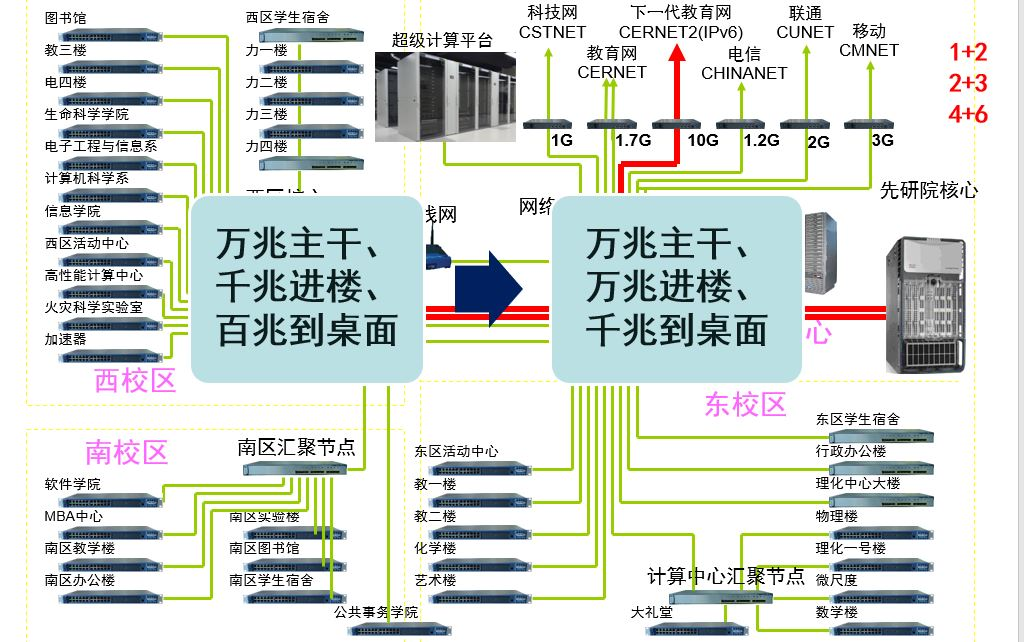 图书馆
教三楼
电四楼
生命科学学院
电子工程与信息系
计算机科学系
信息学院
西区活动中心
高性能计算中心
火灾科学实验室
加速器
西校区
西区学生宿舍
力一楼
力二楼
力三楼
力四楼
超级计算平台
科技网
CSTNET
教育网
CERNET
下一代教育网
CERNET2(IPv6)
电信
CHINANET
联通
CUNET
移动
CMNET
1+2
2+3
4+6
1G
1.7G
10G
1.2G
2G
3G
先研院核心
线网
网络
万兆主干、
千兆进楼、
百兆到桌面
万兆主干、
万兆进楼、
千兆到桌面
心
东校区
南校区
南区汇聚节点
软件学院
MBA中心
南区教学楼
南区办公楼
南区实验楼
南区图书馆
南区学生宿舍
公共事务学院
东区活动中心
教一楼
教二楼
化学楼
艺术楼
东区学生宿舍
行政办公楼
理化中心大楼
物理楼
理化一号楼
微尺度
数学楼
计算中心汇聚节点
大礼堂